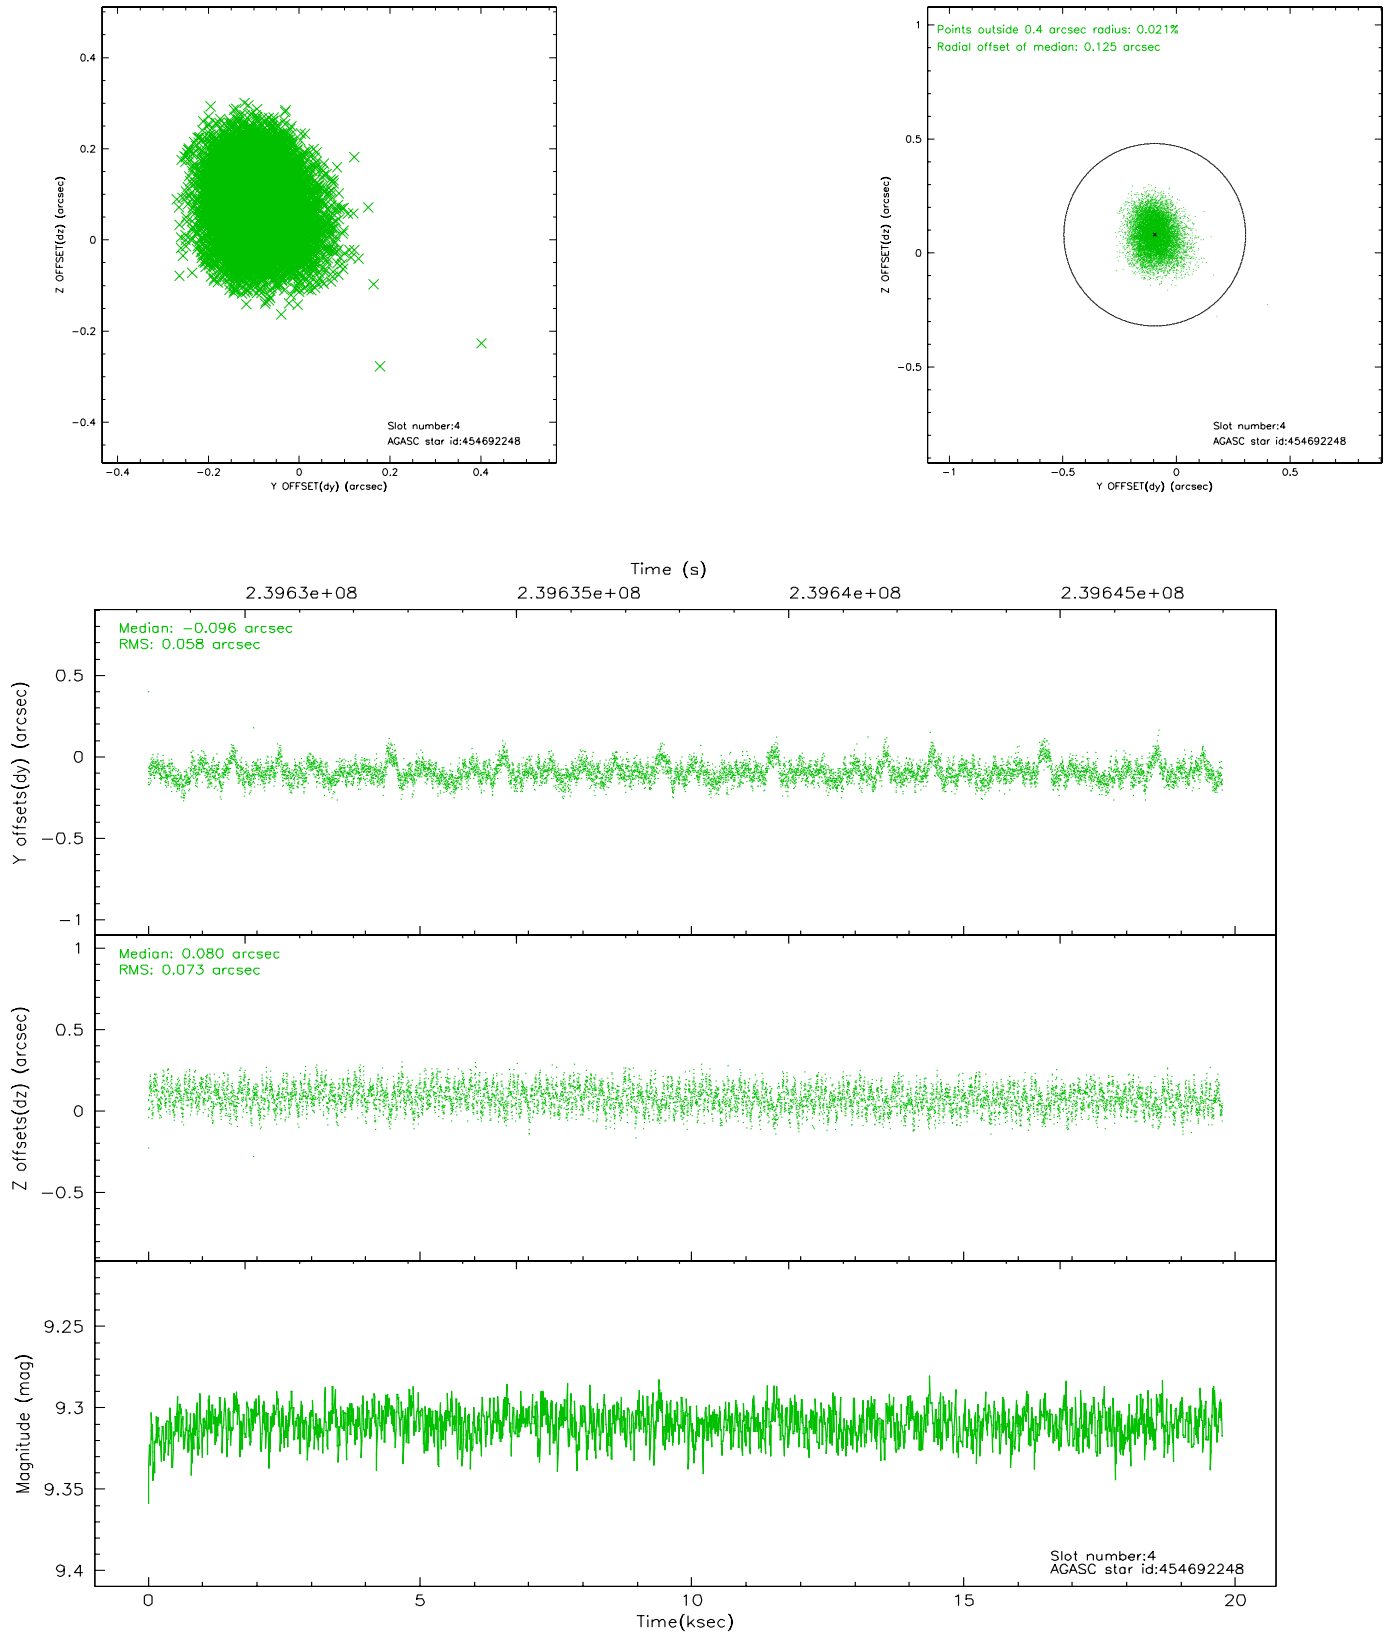 0.4
0.2
0
−0.2
−0.4
Z OFFSET(dz) (arcsec)
−0.4
−0.2
0
0.2
0.4
Y OFFSET(dy) (arcsec)
Slot number:4
AGASC star id:454692248
Points outside 0.4 arcsec radius: 0.021%
Radial offset of median: 0.125 arcsec
1
0.5
0
−0.5
Z OFFSET(dz) (arcsec)
−1
−0.5
0
0.5
Y OFFSET(dy) (arcsec)
Slot number:4
AGASC star id:454692248
Time (s)
2.3963e+08
2.39635e+08
2.3964e+08
2.39645e+08
Median: −0.096 arcsec
RMS: 0.058 arcsec
0.5
0
−0.5
−1
Y offsets(dy) (arcsec)
Median: 0.080 arcsec
RMS: 0.073 arcsec
1
0.5
0
−0.5
Z offsets(dz) (arcsec)
9.25
9.3
9.35
9.4
Magnitude (mag)
Slot number:4
AGASC star id:454692248
0
5
10
15
20
Time(ksec)